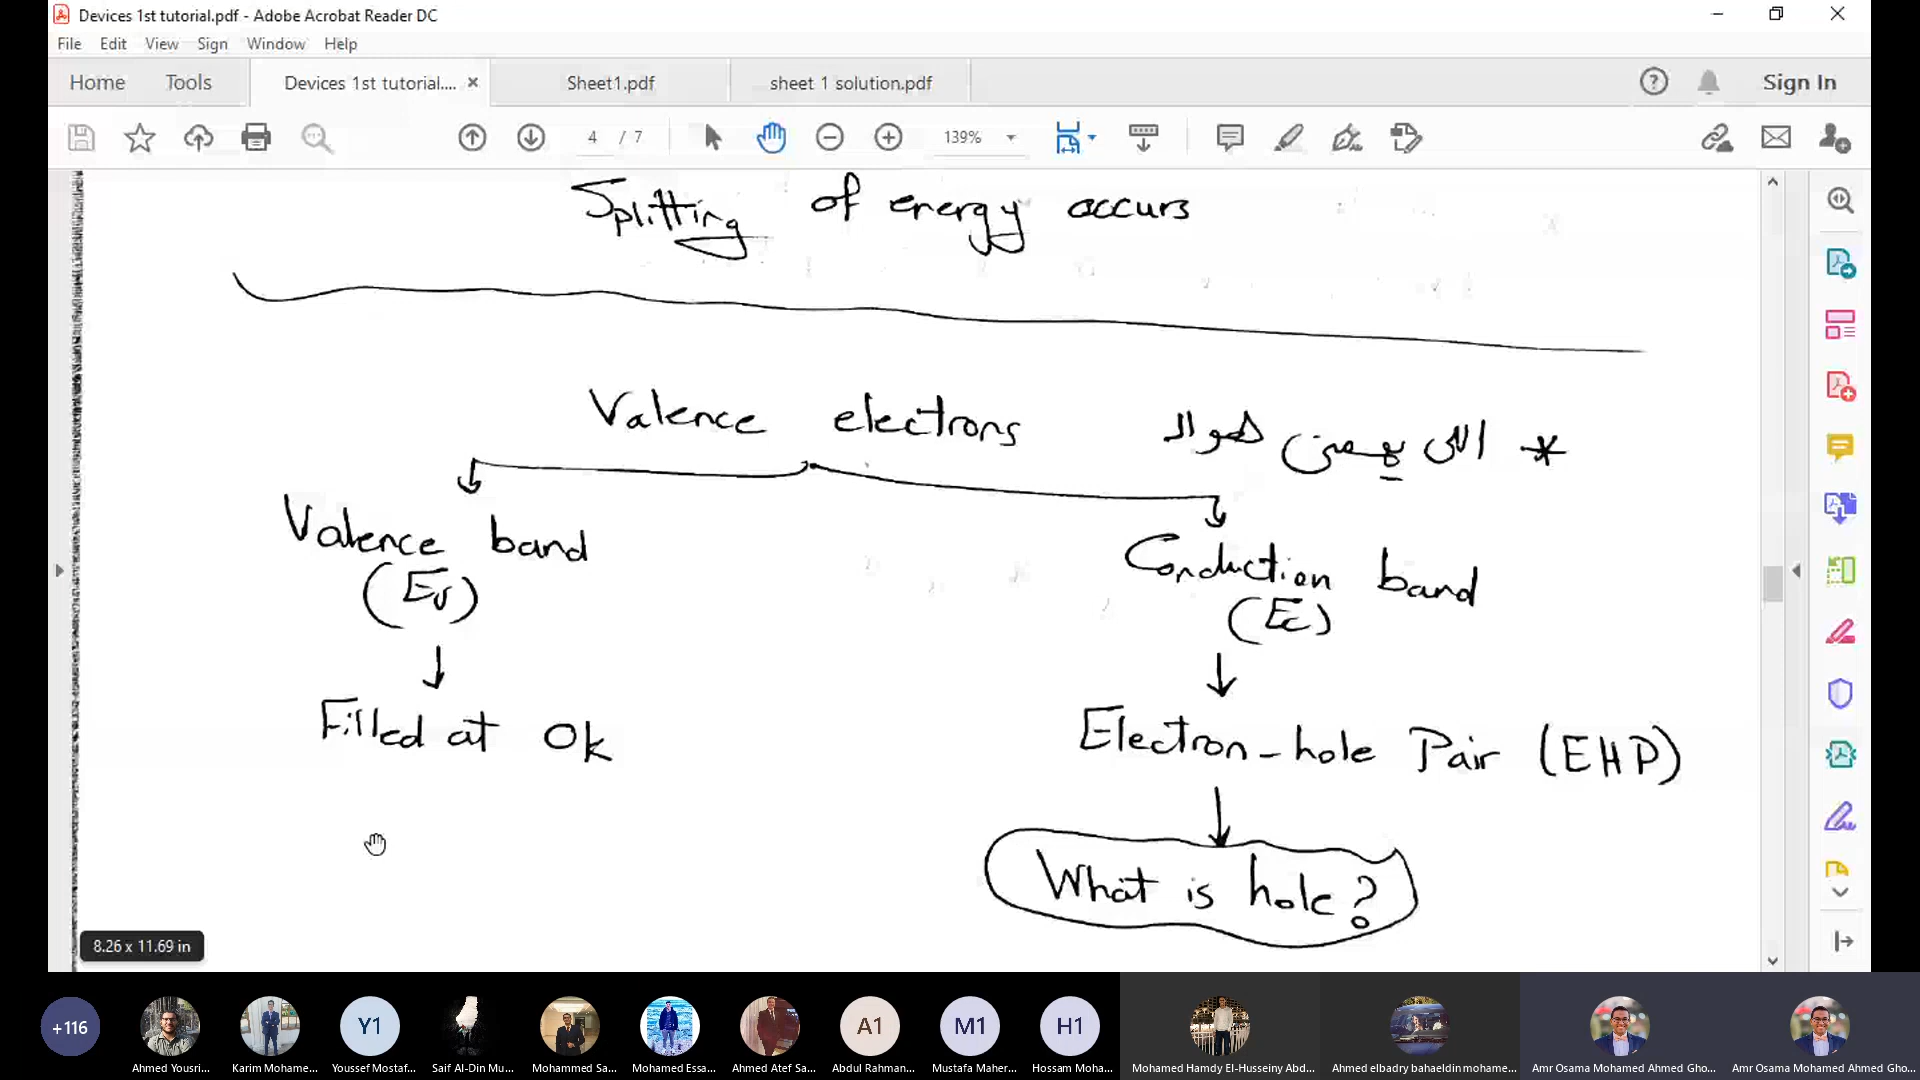 Devices 1st tutorial.pdf - Adobe Acrobat Reader DC
File Edit View Sign Window Help
Home Tools Devices 1st tutorial.... × Sheet1.pdf sheet 1 solution.pdf Sign In
4 / 7 139%
Splitting of energy occurs
Valence electrons * اللى يهمنى هوالـ
Valence band
(Ev)
Filled at 0k
Conduction band
(Ec)
Electron-hole Pair (EHP)
What is hole?
8.26 x 11.69 in
+116 Y1 A1 M1 H1
Ahmed Yousri... Karim Mohame... Youssef Mostaf... Saif Al-Din Mu... Mohammed Sa... Mohamed Essa... Ahmed Atef Sa... Abdul Rahman... Mustafa Maher... Hossam Moha... Mohamed Hamdy El-Husseiny Abd... Ahmed elbadry bahaeldin mohame... Amr Osama Mohamed Ahmed Gho... Amr Osama Mohamed Ahmed Gho...